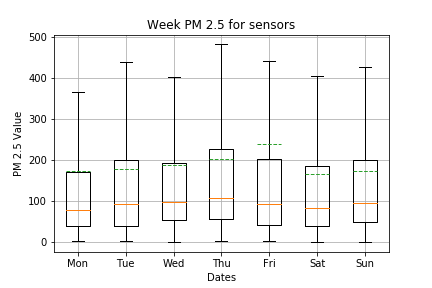 Week PM 2.5 for sensors
PM 2.5 Value
500
400
300
200
100
0
Mon Tue Wed Thu Fri Sat Sun
Dates